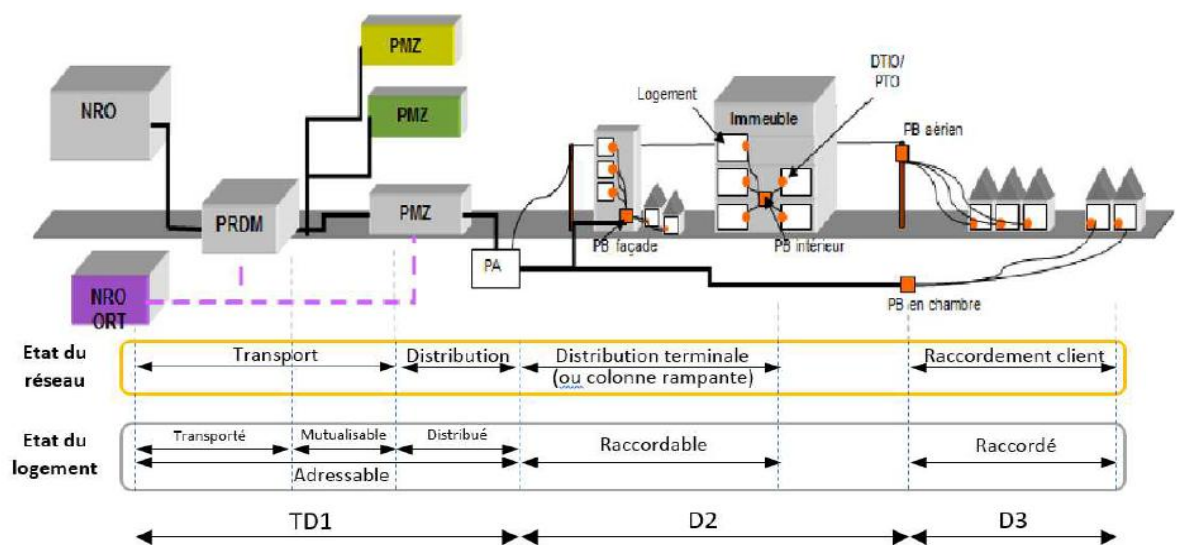 PMZ
DTIO/
PTO
NRO
Logement
Immeuble
PB aérien
PMZ
PRDM
PMZ
PB façade
PB intérieur
PA
NRO
ORT
PB en chambre
Etat du
réseau
Transport
Distribution
Distribution terminale
(ou colonne rampante)
Raccordement client
Etat du
logement
Transporté
Mutualisable
Distribué
Adressable
Raccordable
Raccordé
TD1
D2
D3